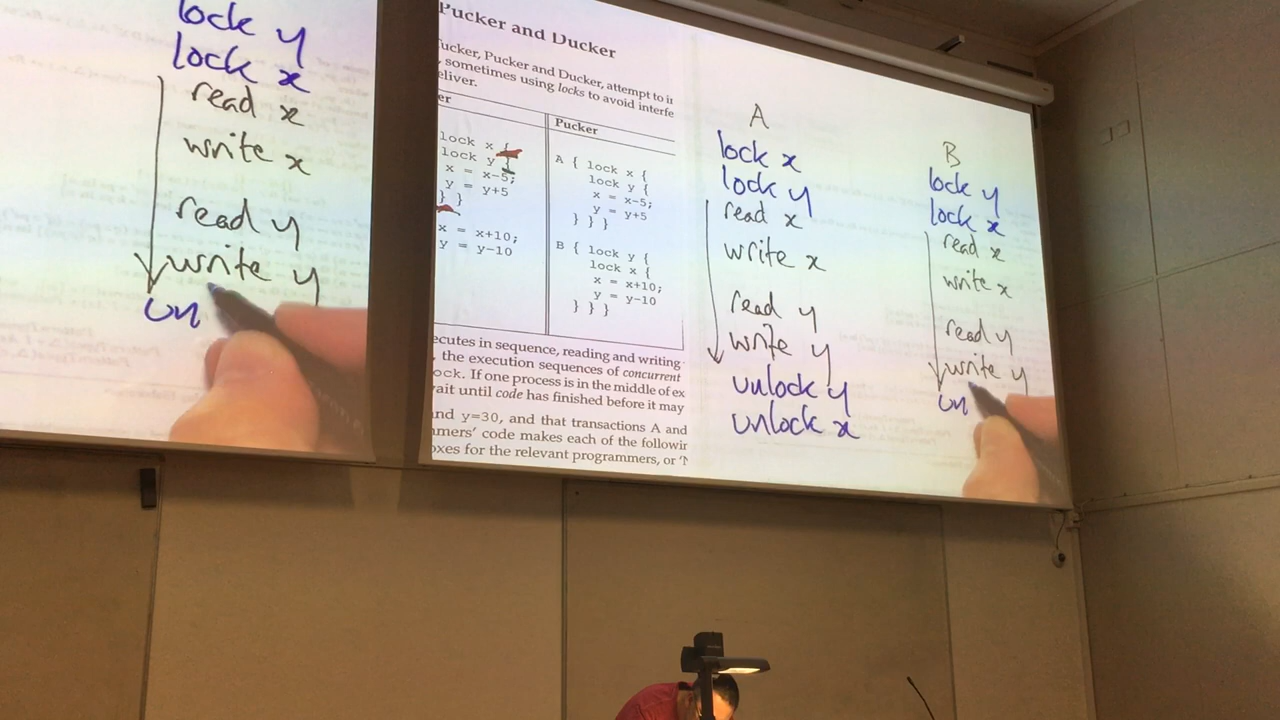 lock y
lock x
read x
write x
read y
write y
un
Pucker and Ducker
Tucker, Pucker and Ducker, attempt to
, sometimes using locks to avoid interfe
eliver.
er
lock x {
lock y {
x = x-5;
y = y+5
} }
x = x+10;
y = y-10
Pucker
A { lock x {
lock y {
x = x-5;
y = y+5
} } }
B { lock y {
lock x {
x = x+10;
y = y-10
} } }
ecutes in sequence, reading and writing
, the execution sequences of concurrent
ock. If one process is in the middle of ex
ait until code has finished before it may
nd y=30, and that transactions A and
mers' code makes each of the followin
oxes for the relevant programmers, or
A
lock x
lock y
read x
write x
read y
write y
unlock y
unlock x
B
lock y
lock x
read x
write x
read y
write y
un